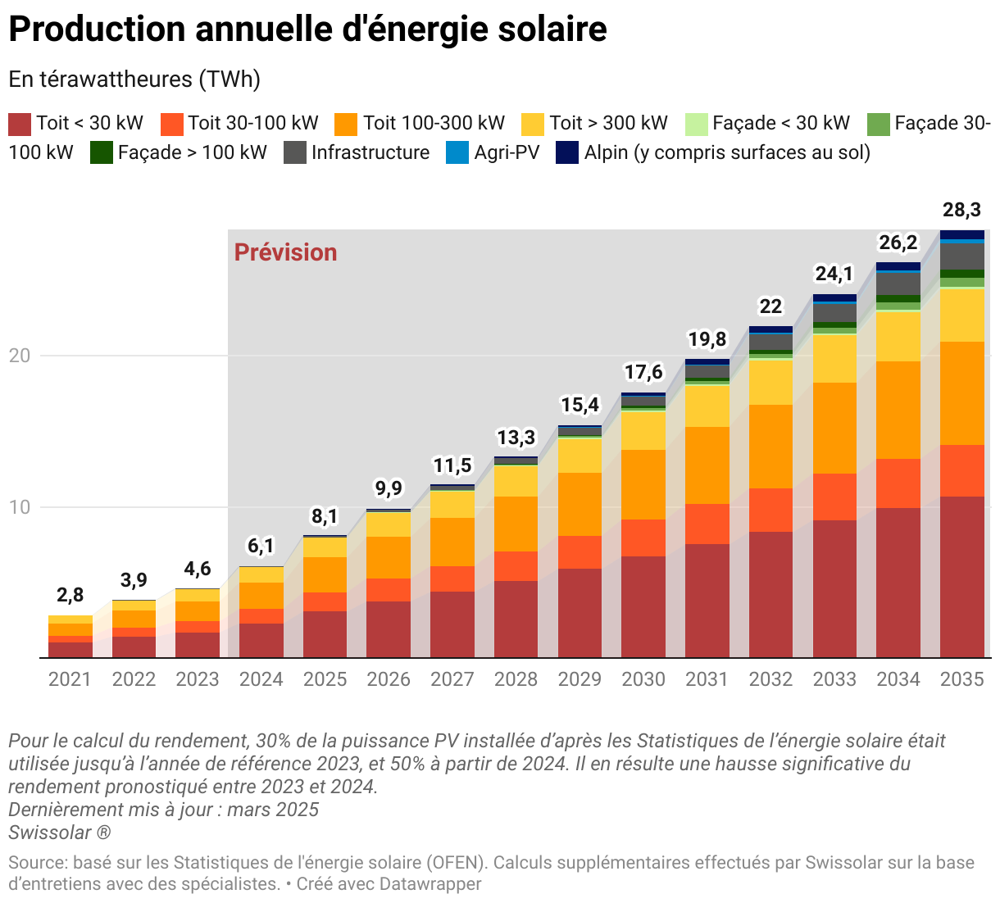 Production annuelle d'énergie solaire
En térawattheures (TWh)
Toit < 30 kW Toit 30-100 kW Toit 100-300 kW Toit > 300 kW Façade < 30 kW Façade 30-
100 kW Façade > 100 kW Infrastructure Agri-PV Alpin (y compris surfaces au sol)
28,3
Prévision
26,2
24,1
22
19,8
20
17,6
15,4
13,3
11,5
9,9
10
8,1
6,1
4,6
3,9
2,8
2021 2022 2023 2024 2025 2026 2027 2028 2029 2030 2031 2032 2033 2034 2035
Pour le calcul du rendement, 30% de la puissance PV installée d’après les Statistiques de l’énergie solaire était
utilisée jusqu’à l’année de référence 2023, et 50% à partir de 2024. Il en résulte une hausse significative du
rendement pronostiqué entre 2023 et 2024.
Dernièrement mis à jour : mars 2025
Swissolar ®
Source: basé sur les Statistiques de l'énergie solaire (OFEN). Calculs supplémentaires effectués par Swissolar sur la base
d’entretiens avec des spécialistes. • Créé avec Datawrapper